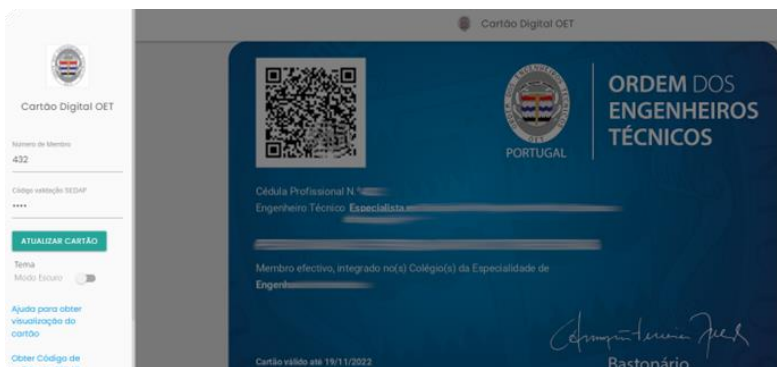 Cartão Digital OET
Número de Membro
432
Código validação SEDAP
••••
ATUALIZAR CARTÃO
Tema
Modo Escuro
Ajuda para obter
visualização do
cartão
Obter Código de
Cartão Digital OET
ORDEM DOS
ENGENHEIROS
TÉCNICOS
PORTUGAL
Cédula Profissional N.º
Engenheiro Técnico Especialista
Membro efectivo, integrado no(s) Colégio(s) da Especialidade de
Cartão válido até 19/11/2022
Bastonário